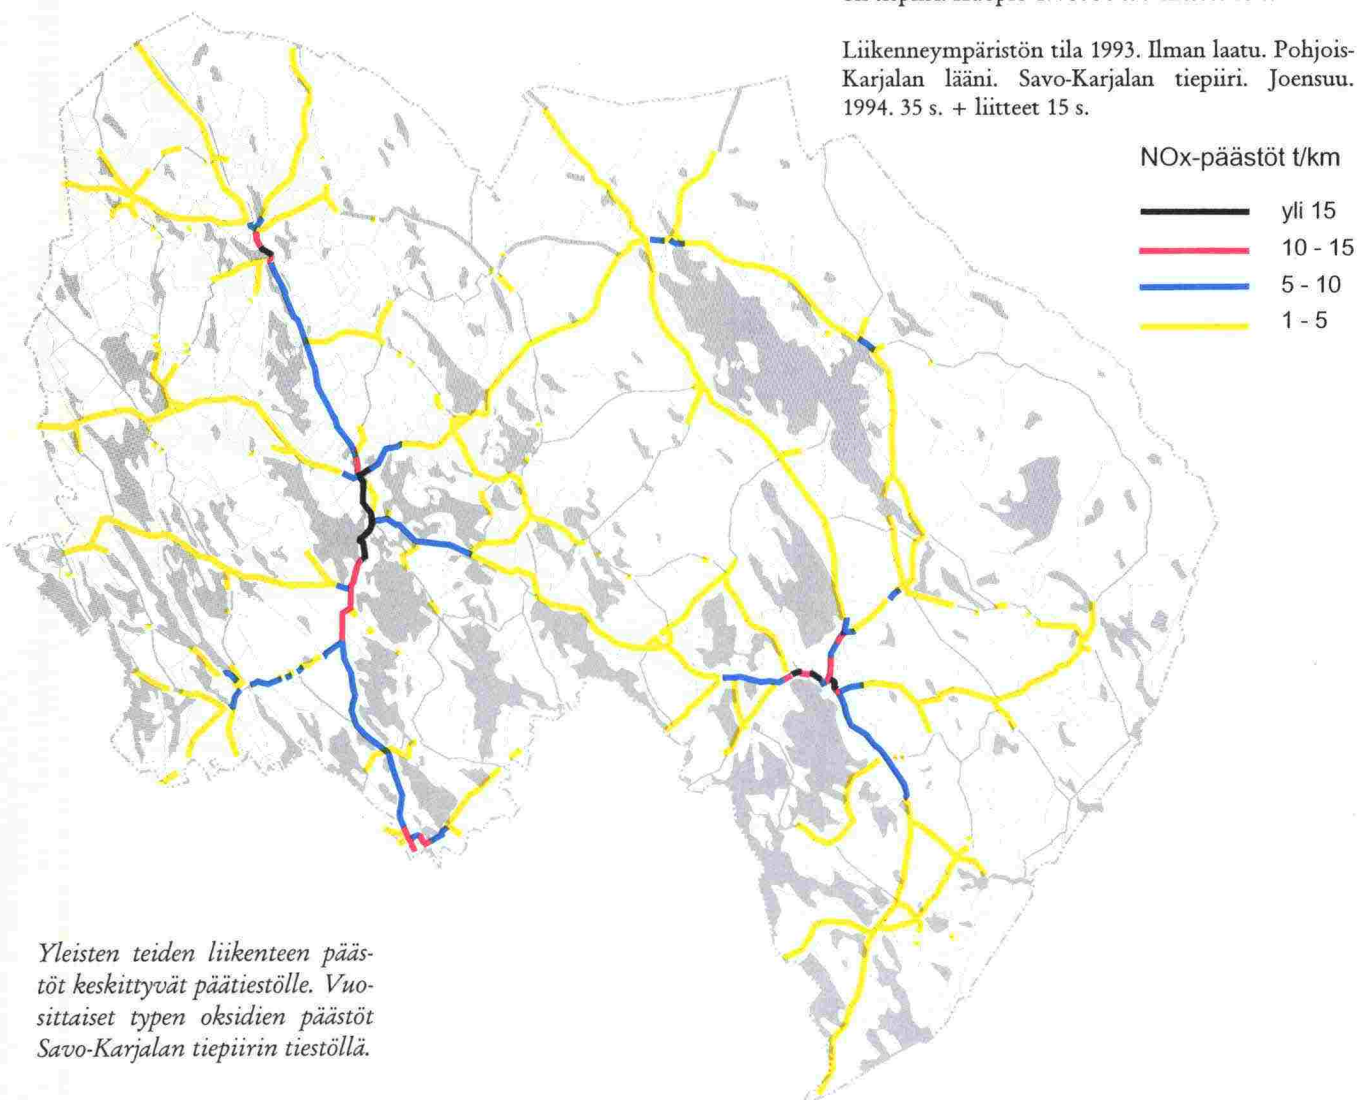 Liikenneympäristön tila 1993. Ilman laatu. Pohjois-
Karjalan lääni. Savo-Karjalan tiepiiri. Joensuu.
1994. 35 s. + liitteet 15 s.
NOx-päästöt t/km
yli 15
10 - 15
5 - 10
1 - 5
Yleisten teiden liikenteen pääs-
töt keskittyvät päätiestölle. Vuo-
sittaiset typen oksidien päästöt
Savo-Karjalan tiepiirin tiestöllä.